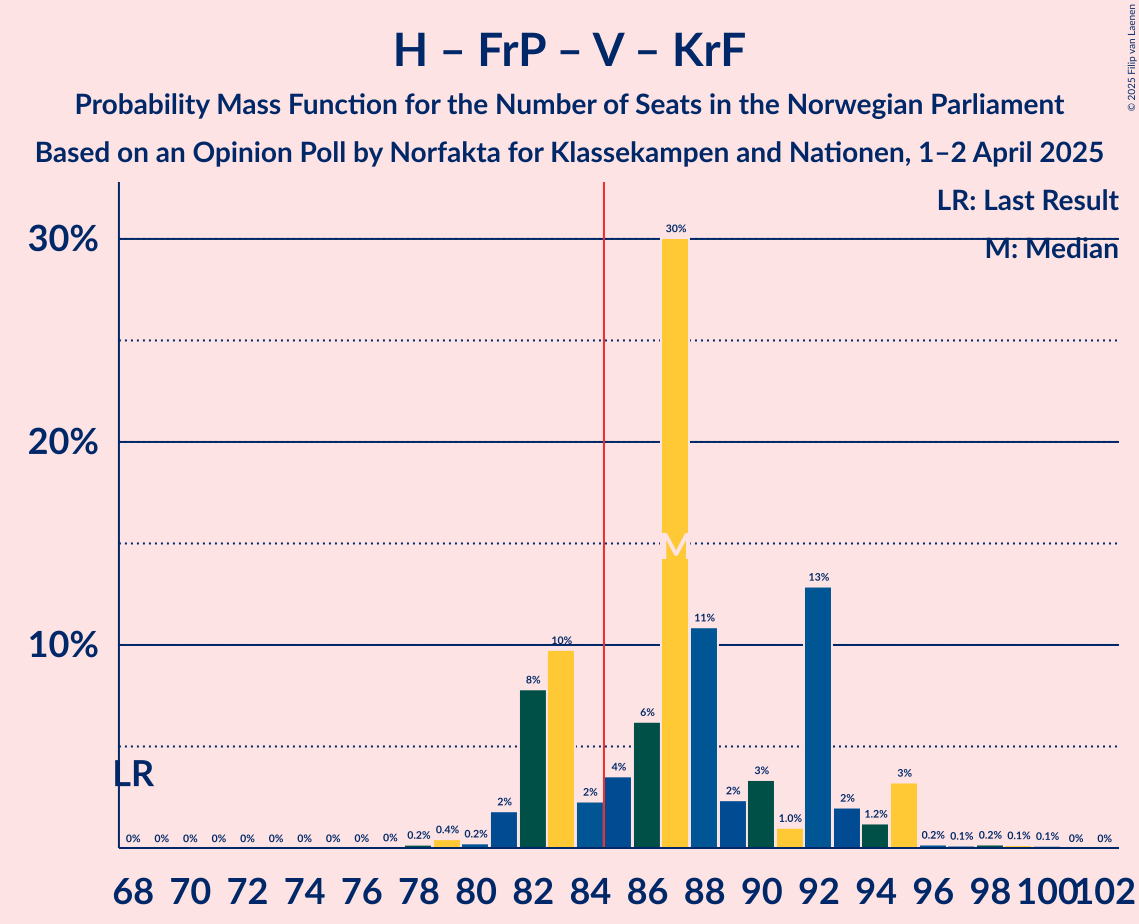 H – FrP – V – KrF
Probability Mass Function for the Number of Seats in the Norwegian Parliament
Based on an Opinion Poll by Norfakta for Klassekampen and Nationen, 1–2 April 2025
© 2025 Filip van Laenen
LR: Last Result
M: Median
30%
20%
10%
LR
M
0% 0% 0% 0% 0% 0% 0% 0% 0% 0% 0.2% 0.4% 0.2% 2% 8% 10% 2% 4% 6% 30% 11% 2% 3% 1.0% 13% 2% 1.2% 3% 0.2% 0.1% 0.2% 0.1% 0.1% 0% 0%
68 70 72 74 76 78 80 82 84 86 88 90 92 94 96 98 100 102